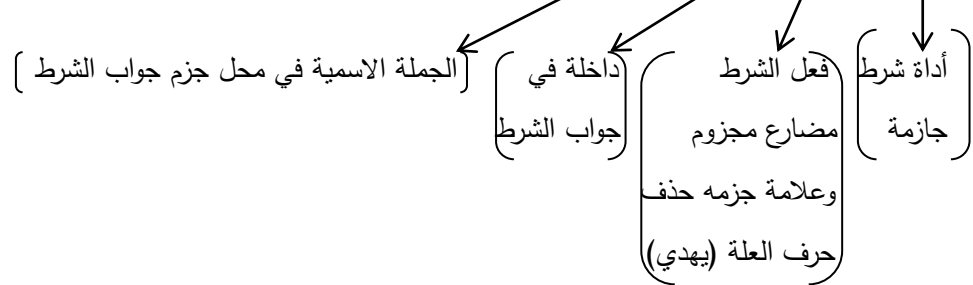 أداة شرط فعل الشرط داخلة في الجملة الاسمية في محل جزم جواب الشرط
جازمة مضارع مجزوم جواب الشرط
وعلامة جزمه حذف
حرف العلة (يهدي)